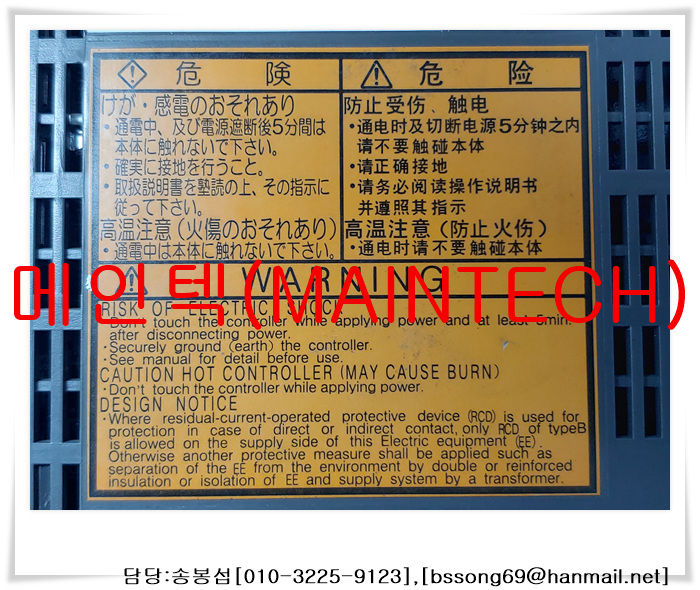 危 険
けが・感電のおそれあり
・通電中、及び電源遮断後5分間は
本体に触れないで下さい。
・確実に接地を行うこと。
・取扱説明書を塾読の上、その指示に
従って下さい。
高温注意(火傷のおそれあり)
・通電中は本体に触れないで下さい。
危 险
防止受伤、触电
・通电时及切断电源5分钟之内
请不要触碰本体
・请正确接地
・请务必阅读操作说明书
并遵照其指示
高温注意(防止火伤)
・通电时请不要触碰本体
WARNING
메인텍(MAINTECH)
RISK OF ELECTRIC SHOCK
・Don't touch the controller while applying power and at least 5min.
after disconnecting power.
・Securely ground (earth) the controller.
・See manual for detail before use.
CAUTION HOT CONTROLLER (MAY CAUSE BURN)
・Don't touch the controller while applying power.
DESIGN NOTICE
・Where residual-current-operated protective device (RCD) is used for
protection in case of direct or indirect contact, only RCD of typeB
is allowed on the supply side of this Electric equipment (EE).
Otherwise another protective measure shall be applied such as
separation of the EE from the environment by double or reinforced
insulation or isolation of EE and supply system by a transformer.
담당:송봉섬[010-3225-9123],[bssong69@hanmail.net]